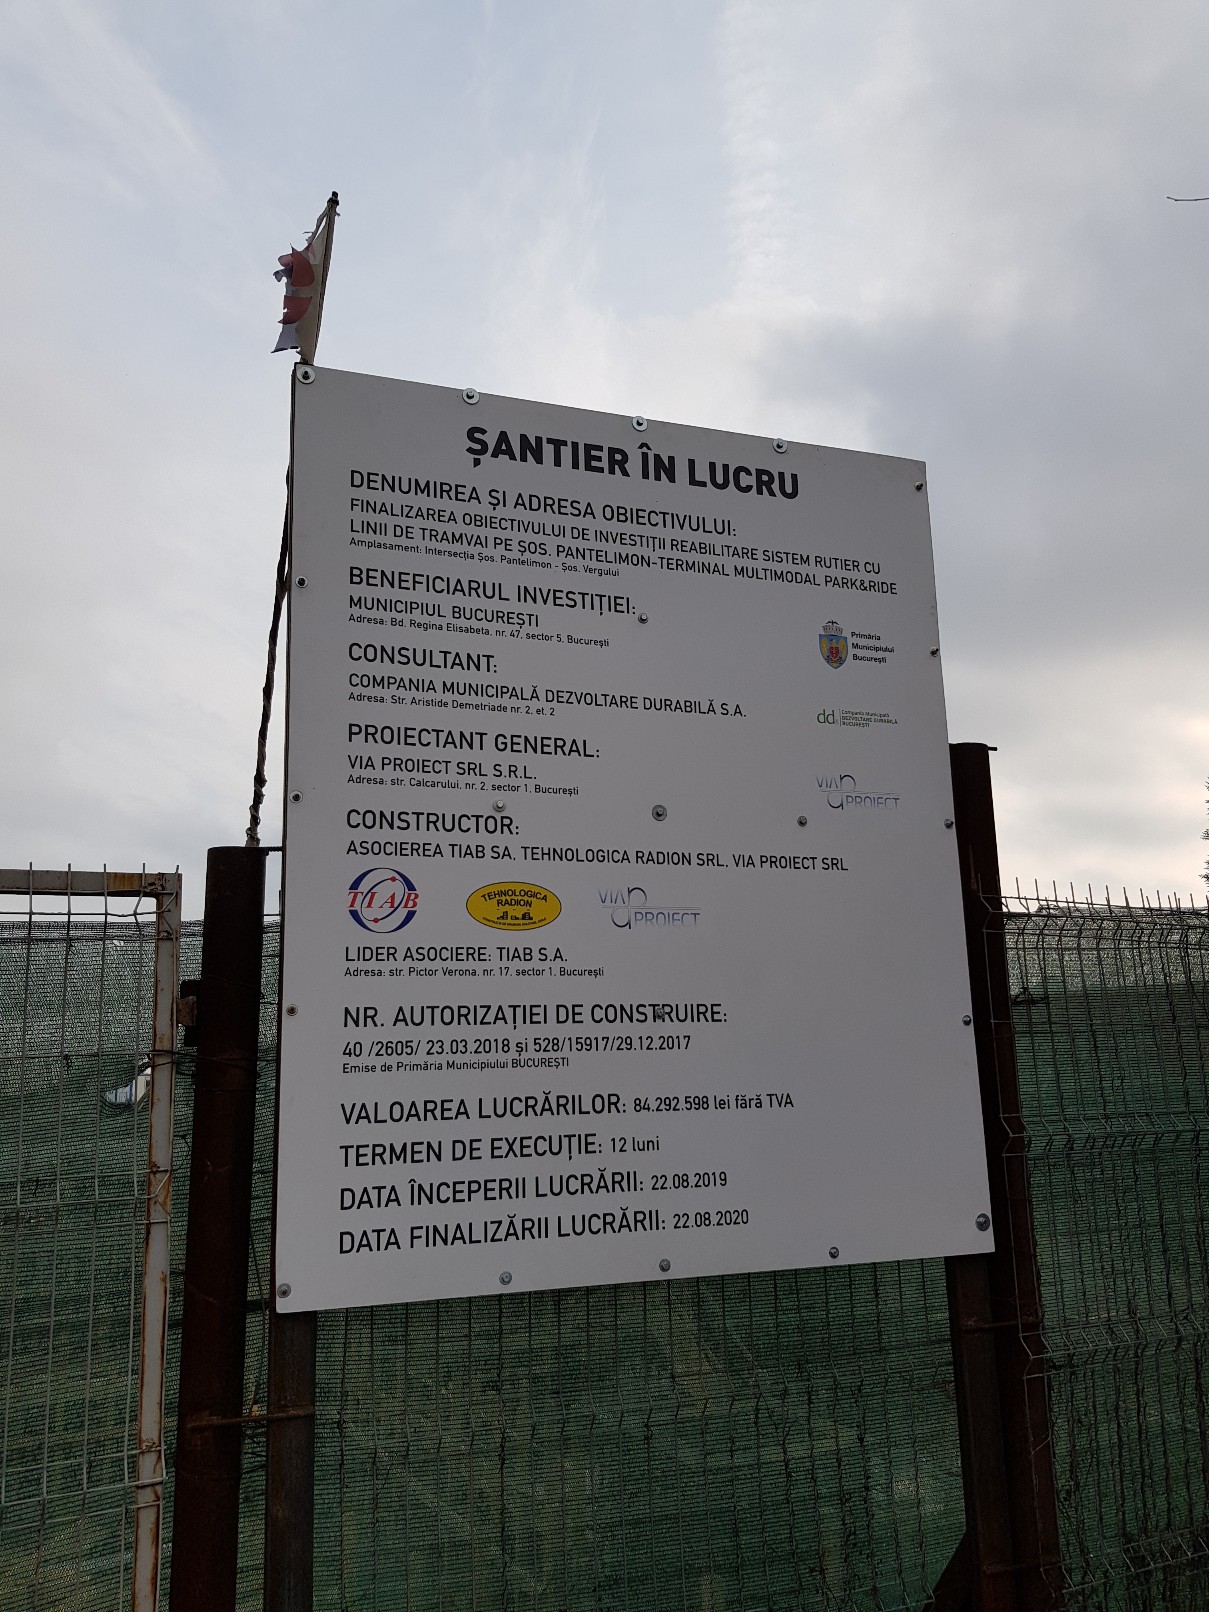 ȘANTIER ÎN LUCRU
DENUMIREA ȘI ADRESA OBIECTIVULUI:
FINALIZAREA OBIECTIVULUI DE INVESTIȚII REABILITARE SISTEM RUTIER CU
LINII DE TRAMVAI PE ȘOS. PANTELIMON-TERMINAL MULTIMODAL PARK&RIDE
Amplasament: Intersecția Șos. Pantelimon - Șos. Vergului
BENEFICIARUL INVESTIȚIEI:
MUNICIPIUL BUCUREȘTI
Adresa: Bd. Regina Elisabeta, nr. 47, sector 5, București
Primăria
Municipiului
București
CONSULTANT:
COMPANIA MUNICIPALĂ DEZVOLTARE DURABILĂ S.A.
Adresa: Str. Aristide Demetriade nr. 2, et. 2
Compania Municipală
DEZVOLTARE DURABILĂ
BUCUREȘTI
PROIECTANT GENERAL:
VIA PROIECT SRL S.R.L.
Adresa: str. Calcarului, nr. 2, sector 1, București
VIA
PROIECT
CONSTRUCTOR:
ASOCIEREA TIAB SA, TEHNOLOGICA RADION SRL, VIA PROIECT SRL
TIAB
TEHNOLOGICA
RADION
VIA
PROIECT
LIDER ASOCIERE: TIAB S.A.
Adresa: str. Pictor Verona, nr. 17, sector 1, București
NR. AUTORIZAȚIEI DE CONSTRUIRE:
40 /2605/ 23.03.2018 și 528/15917/29.12.2017
Emise de Primăria Municipiului BUCUREȘTI
VALOAREA LUCRĂRILOR: 84.292.598 lei fără TVA
TERMEN DE EXECUȚIE: 12 luni
DATA ÎNCEPERII LUCRĂRII: 22.08.2019
DATA FINALIZĂRII LUCRĂRII: 22.08.2020